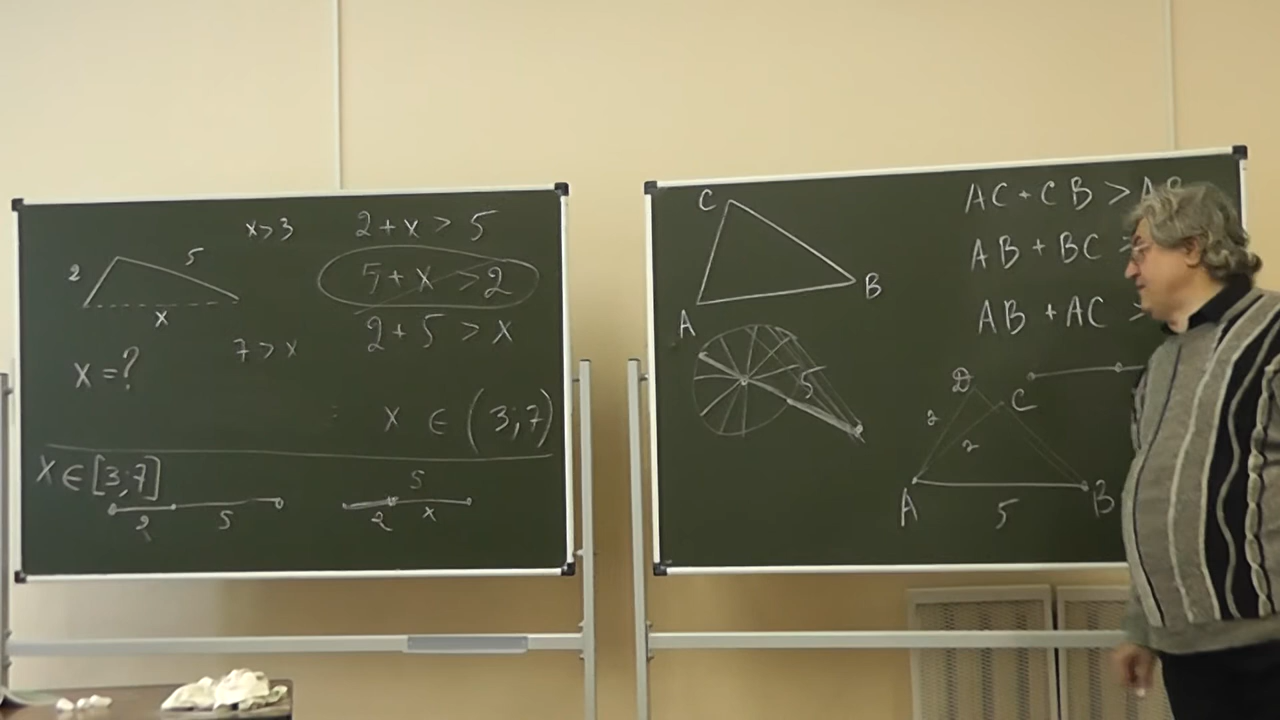 x>3
2+x>5
2
5
5+x>2
x
2+5>x
7>x
x=?
x∈(3;7)
x∈[3;7]
2
5
5
2
x
C
B
A
AC+CB>AB
AB+BC
AB+AC>
5
D
C
2
2
A
5
B